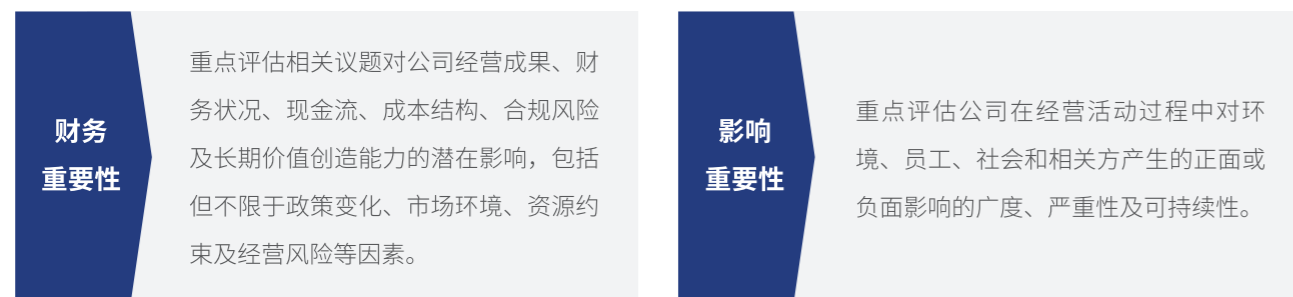 财务
重要性
重点评估相关议题对公司经营成果、财
务状况、现金流、成本结构、合规风险
及长期价值创造能力的潜在影响，包括
但不限于政策变化、市场环境、资源约
束及经营风险等因素。
影响
重要性
重点评估公司在经营活动过程中对环
境、员工、社会和相关方产生的正面或
负面影响的广度、严重性及可持续性。